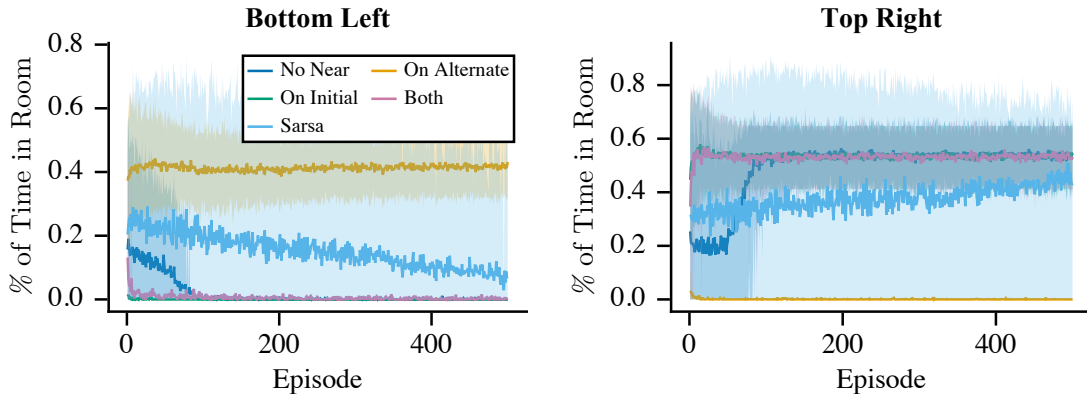 Bottom Left
% of Time in Room
0.8
0.6
0.4
0.2
0.0
No Near
On Alternate
On Initial
Both
Sarsa
0
200
400
Episode
Top Right
% of Time in Room
0.8
0.6
0.4
0.2
0.0
0
200
400
Episode